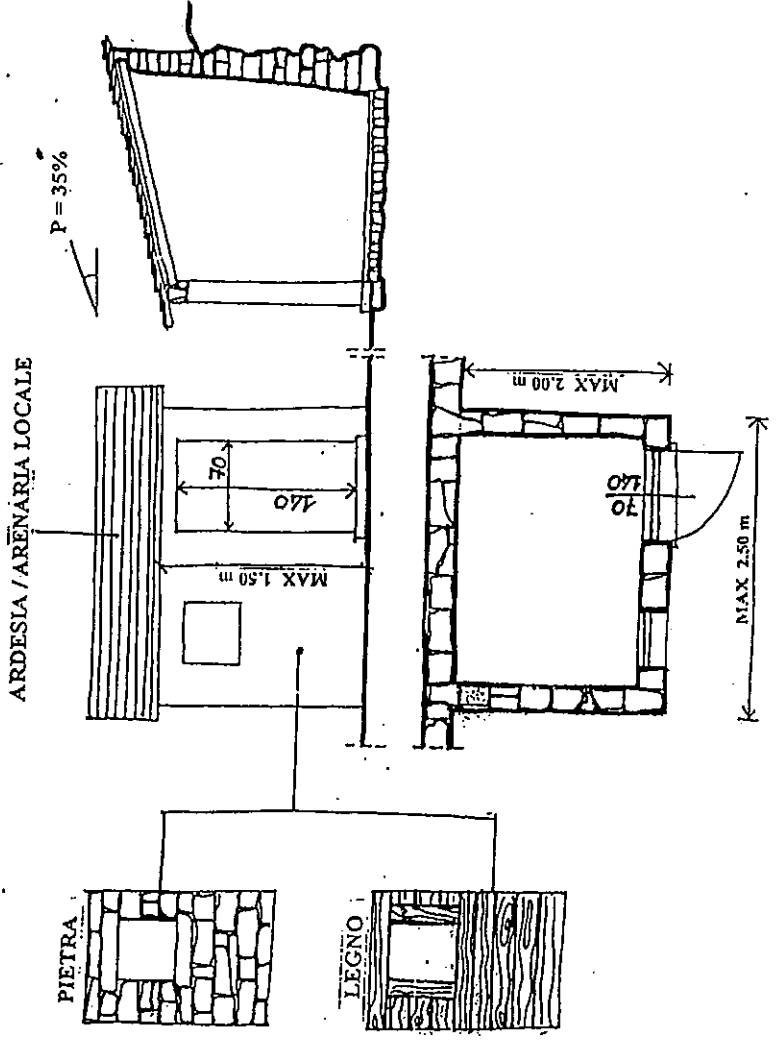 ARDESIA / ARENARIA LOCALE
P = 35%
70
140
MAX 1.50 m
PIETRA
LEGNO
MAX 2.00 m
70
140
MAX 2.50 m